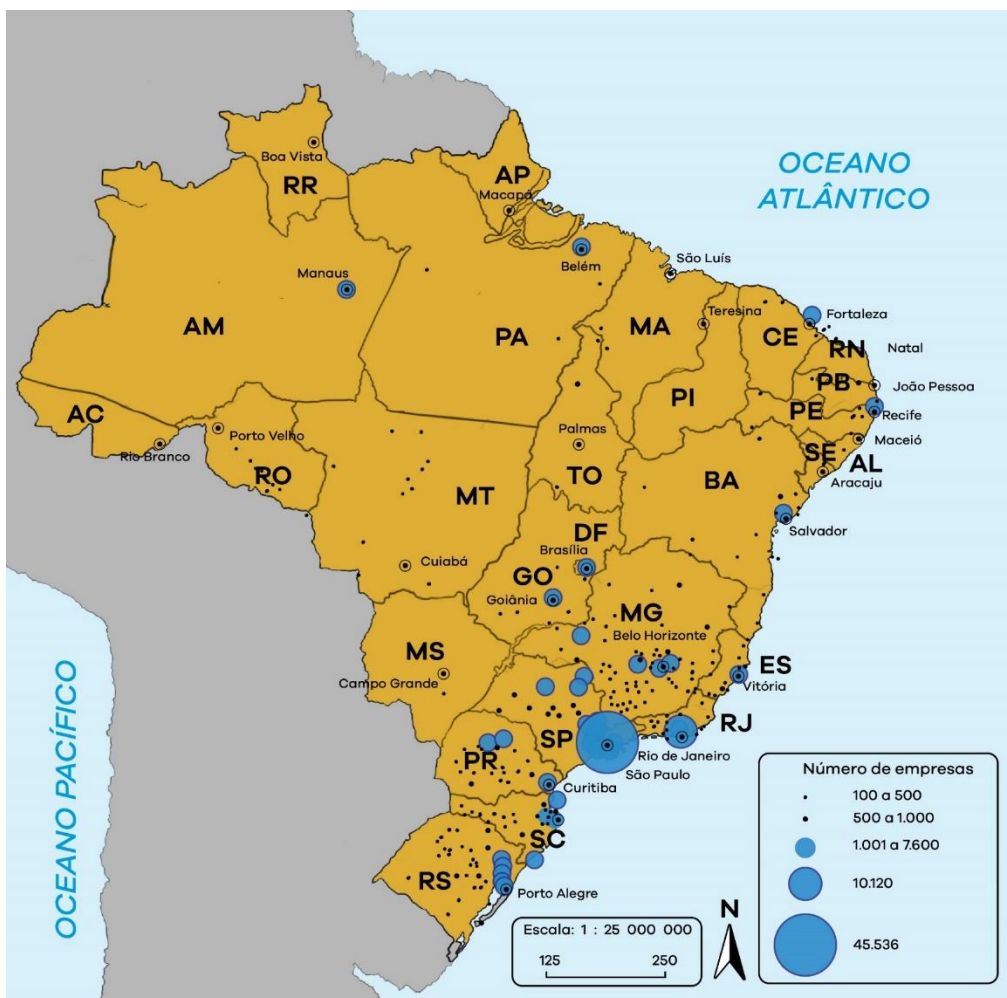 OCEANO
ATLÂNTICO
Boa Vista
RR
AP
Macapá
Belém
São Luís
Manaus
Fortaleza
Teresina
AM
PA
MA
CE
RN
Natal
PB
João Pessoa
PI
AC
PE
Recife
Porto Velho
Palmas
Maceió
Rio Branco
SE
AL
RO
TO
BA
Aracaju
MT
DF
Salvador
Brasília
Cuiabá
GO
Goiânia
MG
Belo Horizonte
MS
ES
Campo Grande
Vitória
RJ
SP
Rio de Janeiro
São Paulo
PR
Curitiba
SC
RS
Porto Alegre
OCEANO PACÍFICO
Número de empresas
100 a 500
500 a 1.000
1.001 a 7.600
10.120
45.536
N
Escala: 1 : 25 000 000
125 250